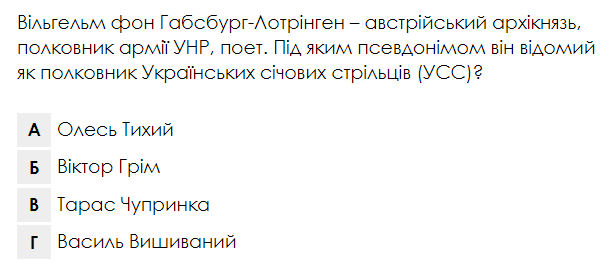 Вільгельм фон Габсбург-Лотрінген – австрійський архікнязь,
полковник армії УНР, поет. Під яким псевдонімом він відомий
як полковник Українських січових стрільців (УСС)?
А Олесь Тихий
Б Віктор Грім
В Тарас Чупринка
Г Василь Вишиваний